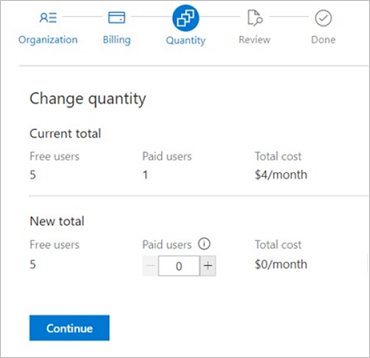 Organization Billing Quantity Review Done
Change quantity
Current total
Free users Paid users Total cost
5 1 $4/month
New total
Free users Paid users Total cost
5 − 0 + $0/month
Continue